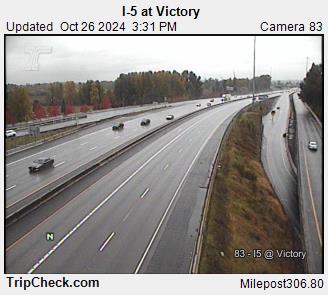 I-5 at Victory
Updated Oct 26 2024 3:31 PM Camera 83
N
83 - I5 @ Victory
TripCheck.com Milepost306.80